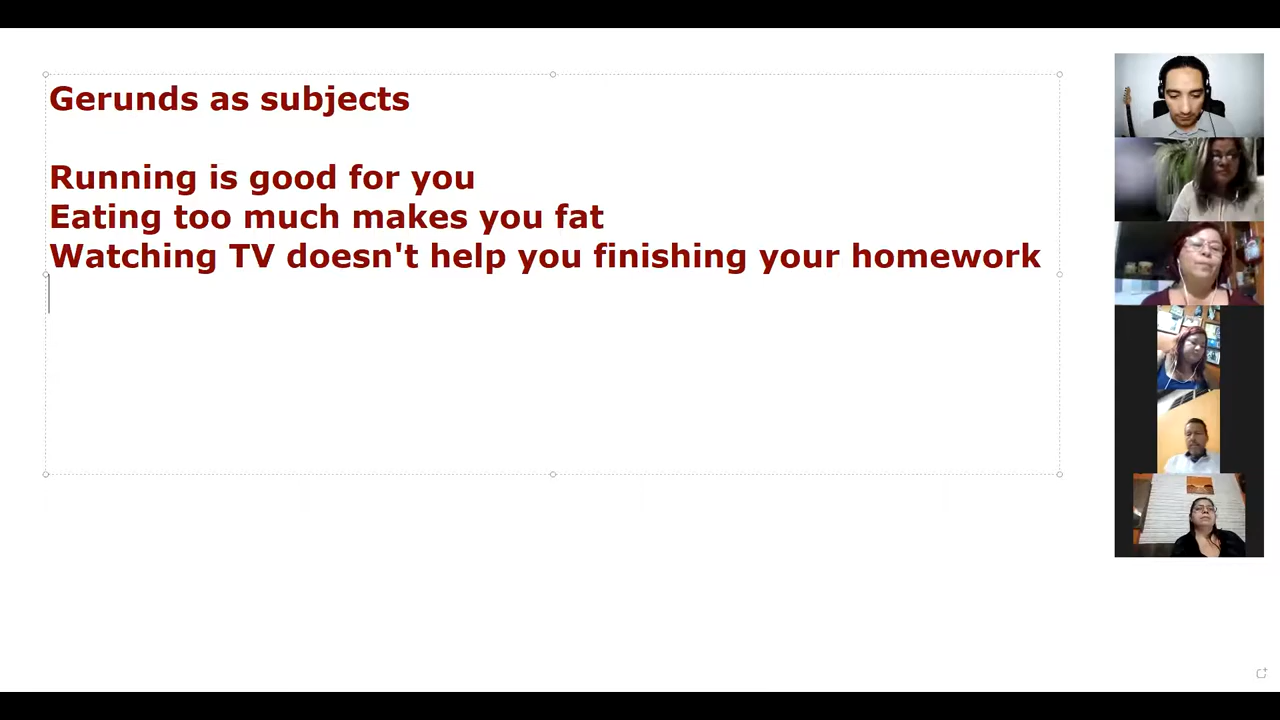 Gerunds as subjects
Running is good for you
Eating too much makes you fat
Watching TV doesn't help you finishing your homework